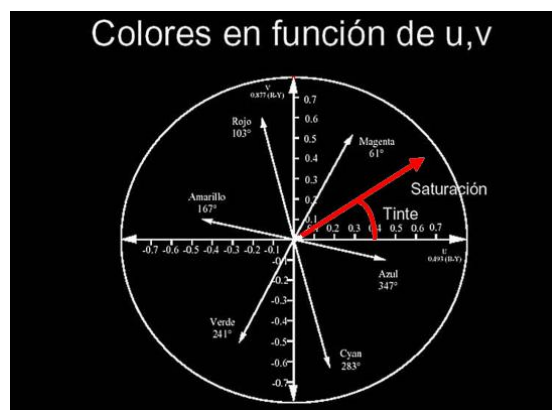 Colores en función de u,v
V
0.877 (R-Y)
0.7
0.6
Rojo
103°
0.5
Magenta
61°
0.4
0.3
Saturación
Amarillo
167°
0.2
0.1
Tinte
0.2 0.3 0.4 0.5 0.6 0.7
-0.7 -0.6 -0.5 -0.4 -0.3 -0.2 -0.1
U
-0.1
Azul
347°
-0.2
-0.3
Verde
241°
-0.4
-0.5
-0.6
Cyan
283°
-0.7